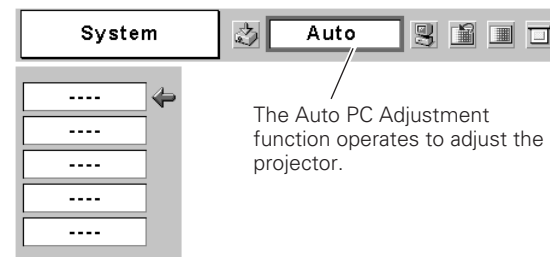 System
Auto
----
----
----
----
----
The Auto PC Adjustment
function operates to adjust the
projector.